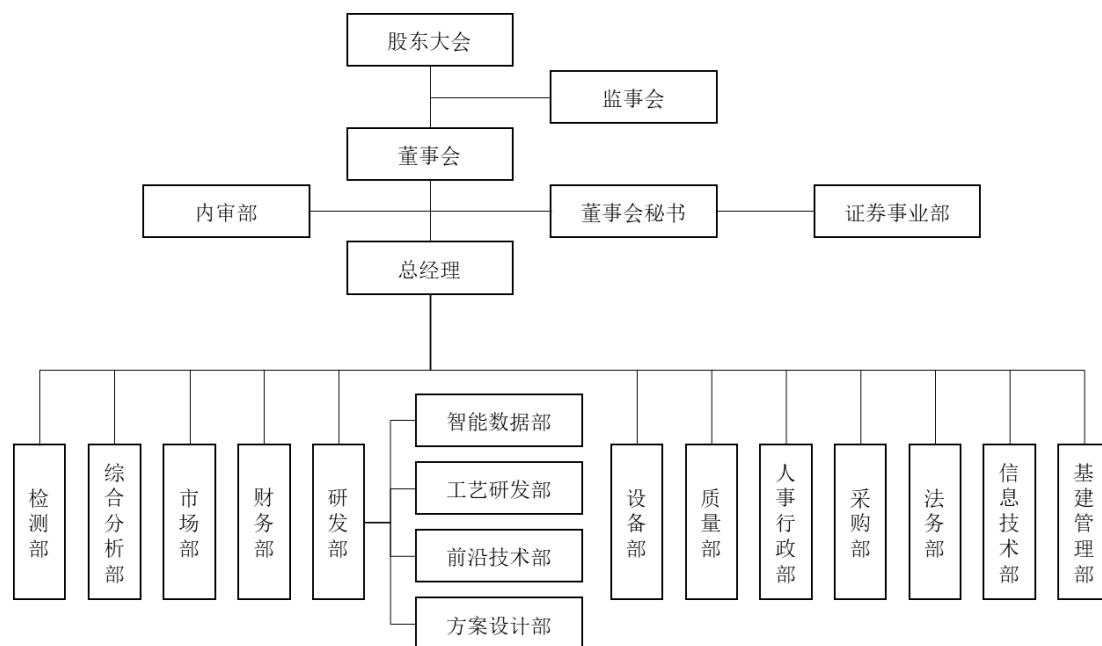 股东大会
监事会
董事会
内审部
董事会秘书
证券事业部
总经理
检测部
综合分析部
市场部
财务部
研发部
智能数据部
工艺研发部
前沿技术部
方案设计部
设备部
质量部
人事行政部
采购部
法务部
信息技术部
基建管理部